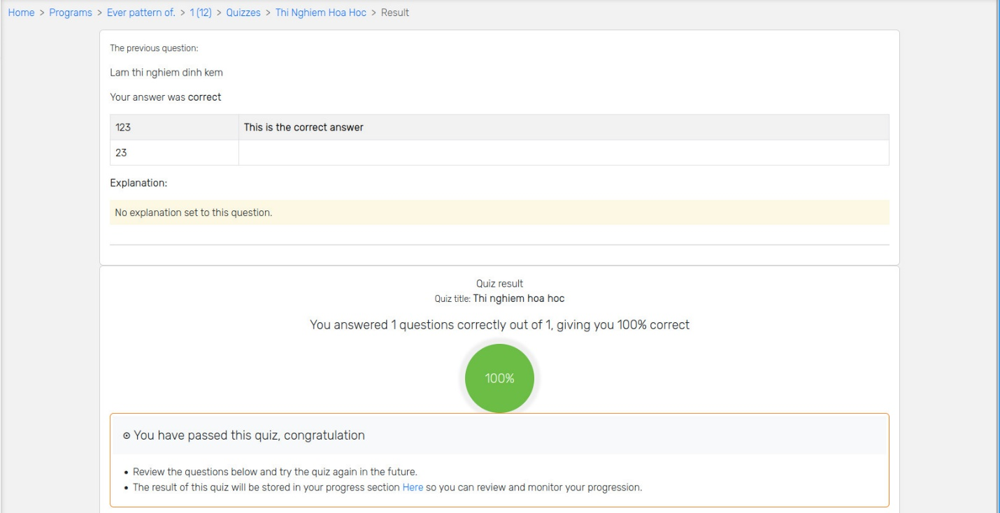 Home > Programs > Ever pattern of. > 1 (12) > Quizzes > Thi Nghiem Hoa Hoc > Result
The previous question:
Lam thi nghiem dinh kem
Your answer was correct
123 This is the correct answer
23
Explanation:
No explanation set to this question.
Quiz result
Quiz title: Thi nghiem hoa hoc
You answered 1 questions correctly out of 1, giving you 100% correct
100%
You have passed this quiz, congratulation
• Review the questions below and try the quiz again in the future.
• The result of this quiz will be stored in your progress section Here so you can review and monitor your progression.